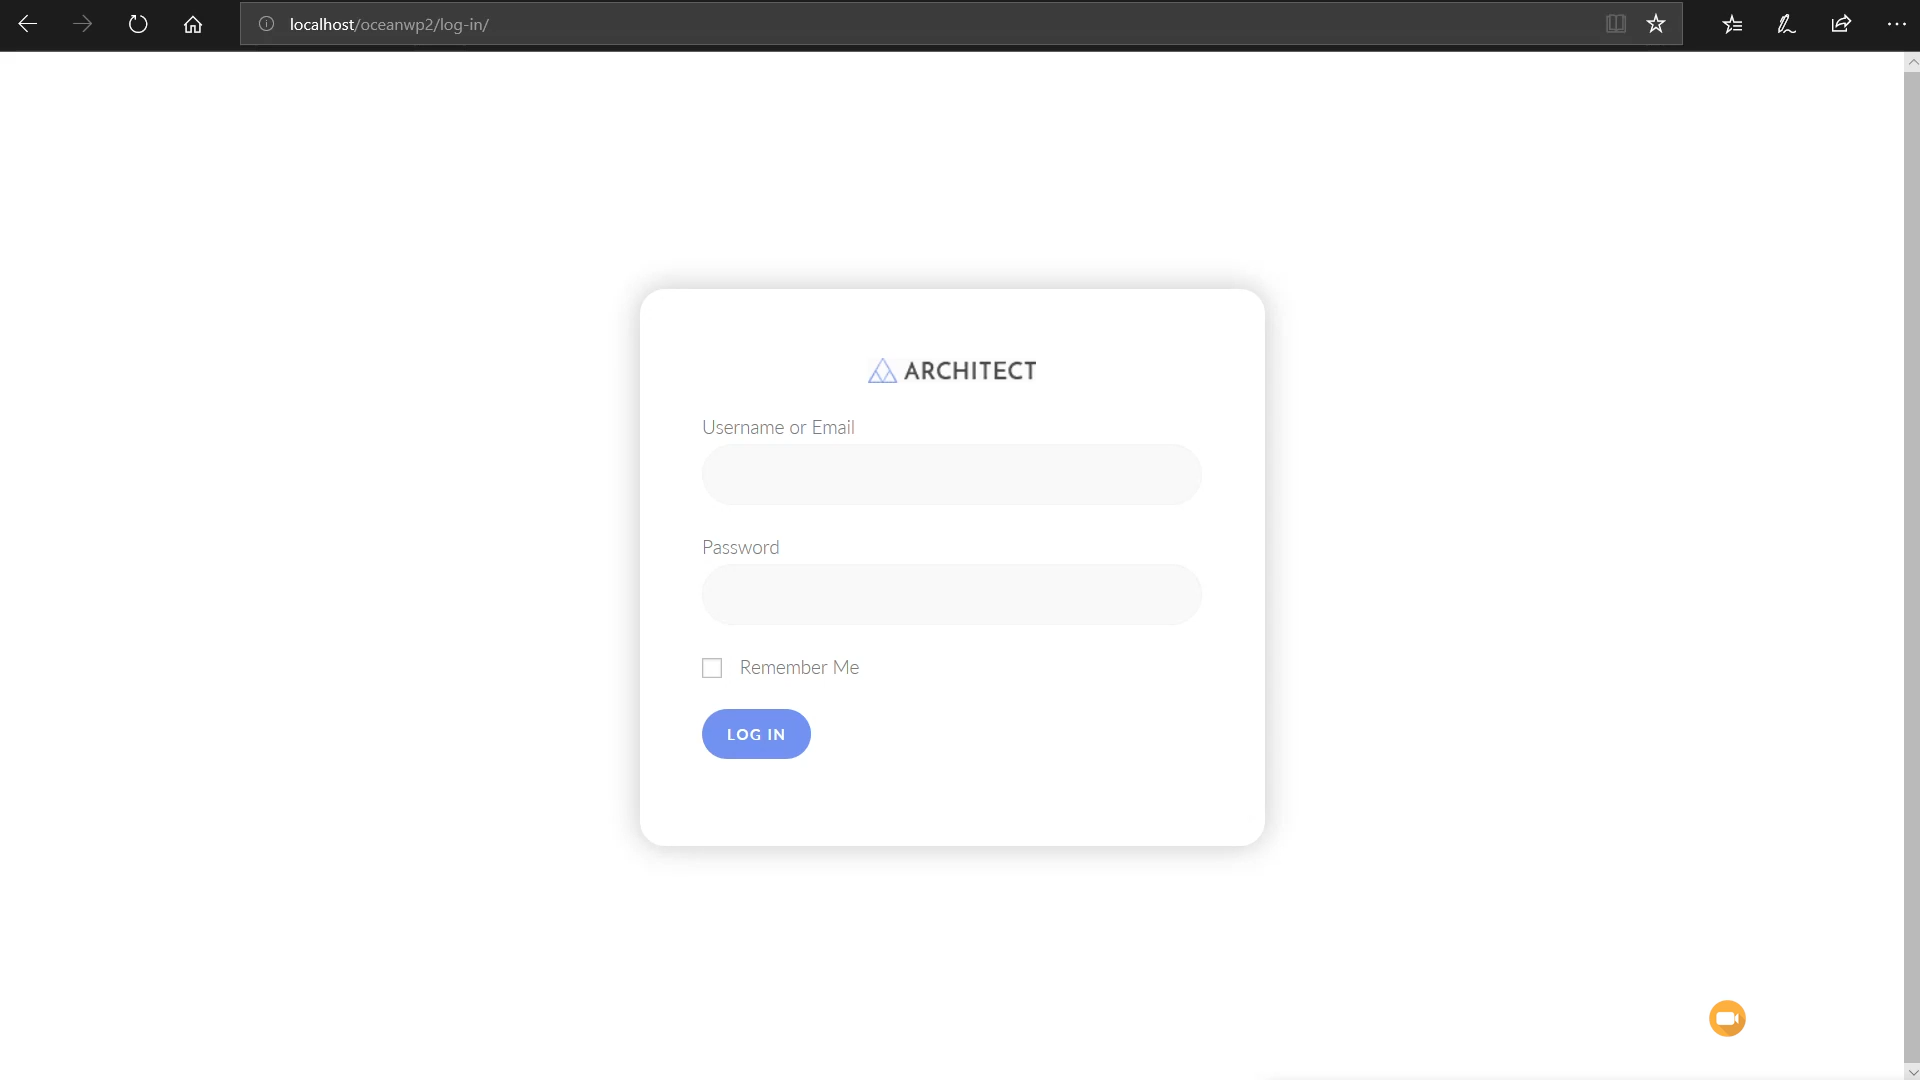 localhost/oceanwp2/log-in/
ARCHITECT
Username or Email
Password
Remember Me
LOG IN